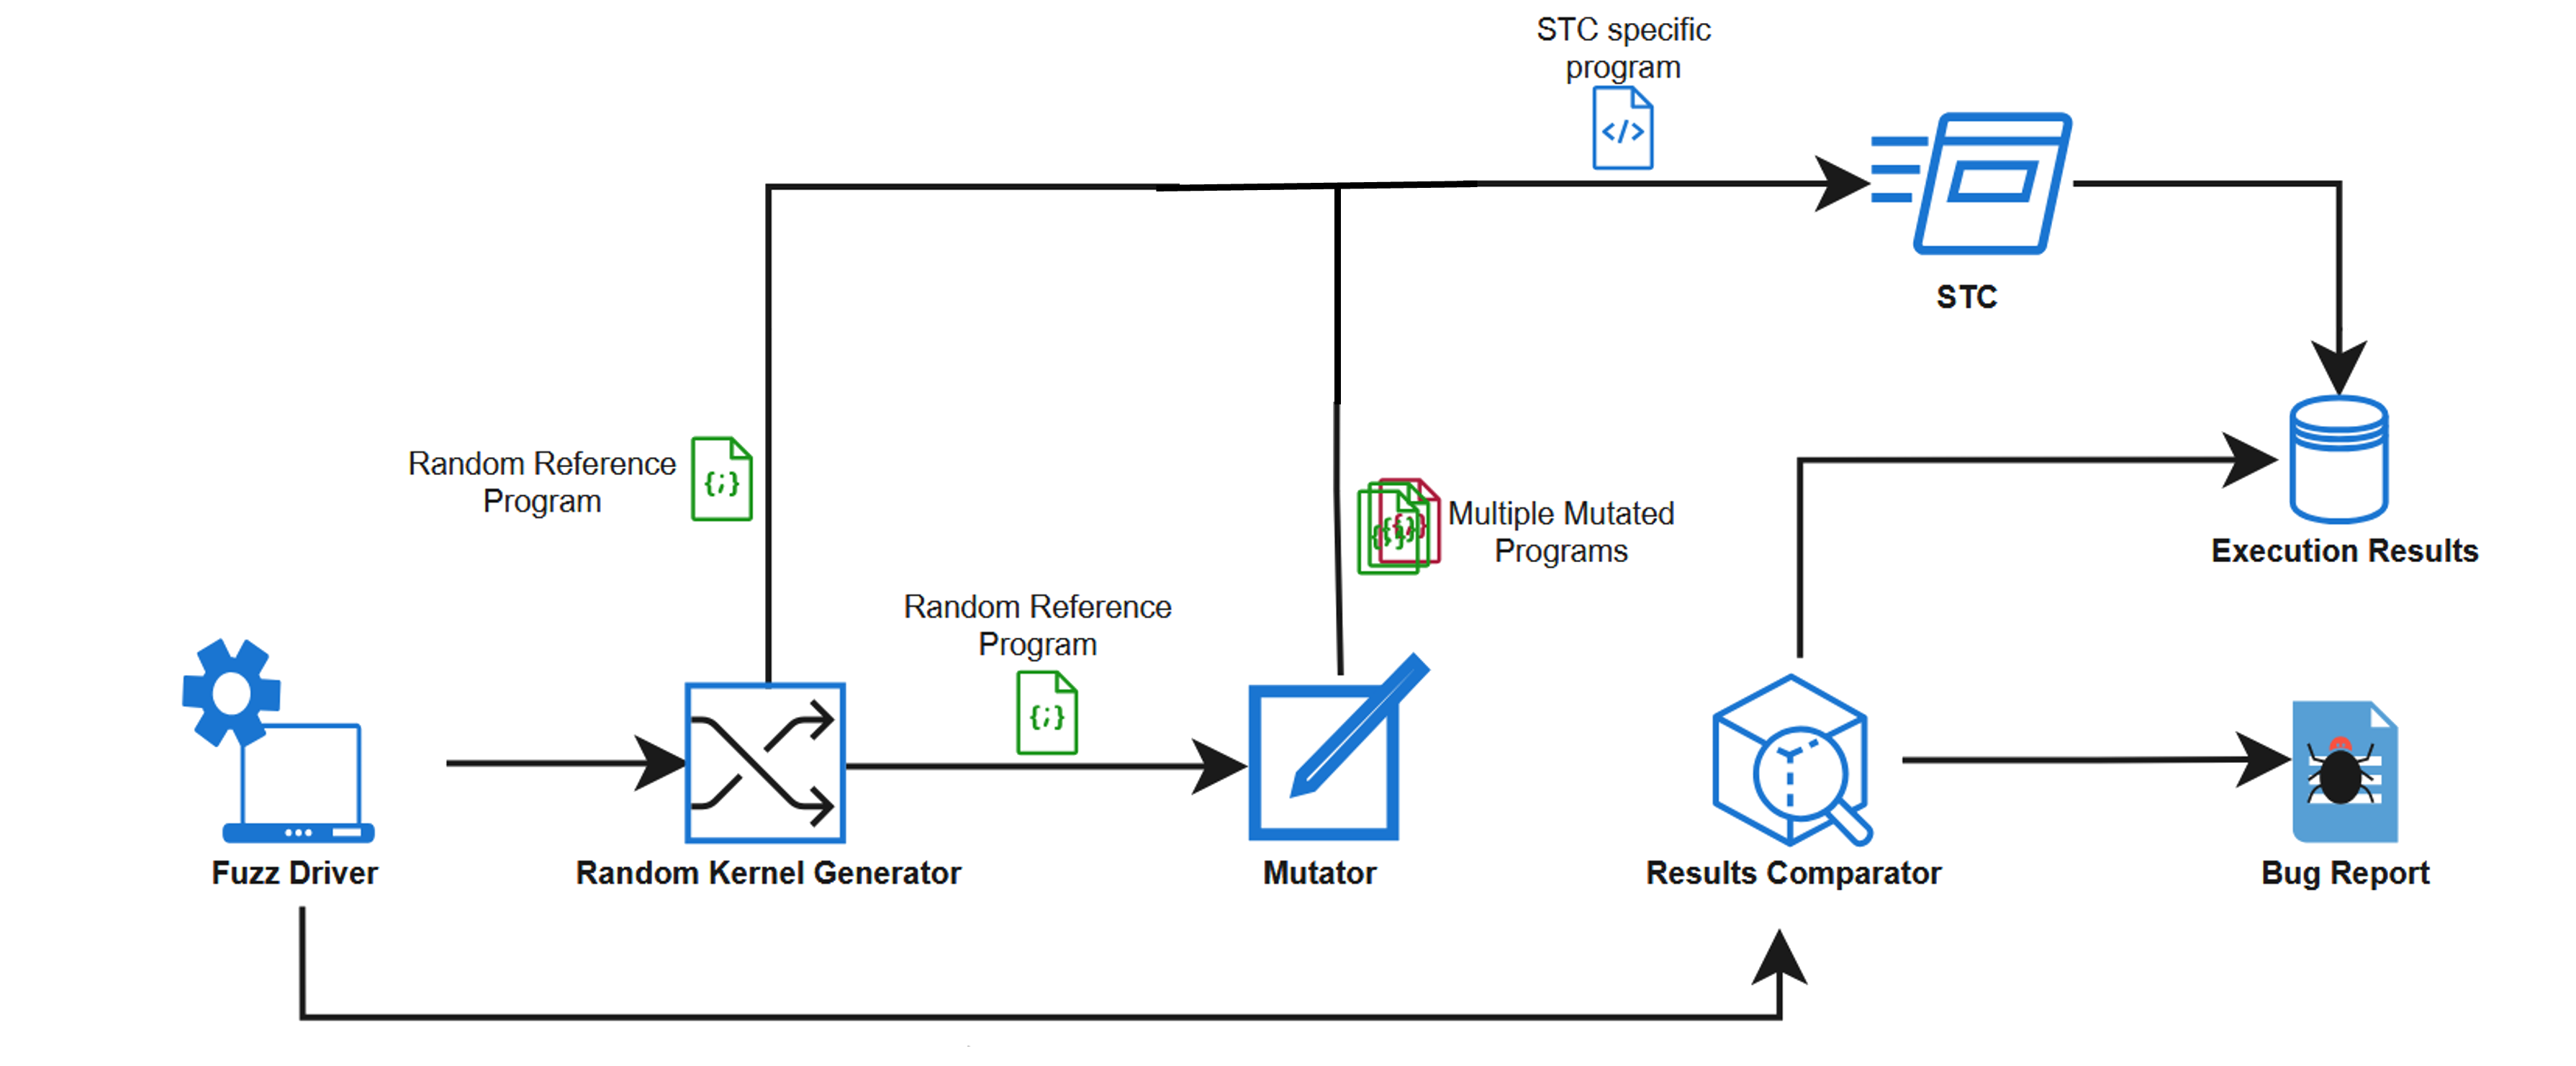 STC specific
program
STC
Random Reference
Program
Multiple Mutated
Programs
Execution Results
Random Reference
Program
Fuzz Driver
Random Kernel Generator
Mutator
Results Comparator
Bug Report